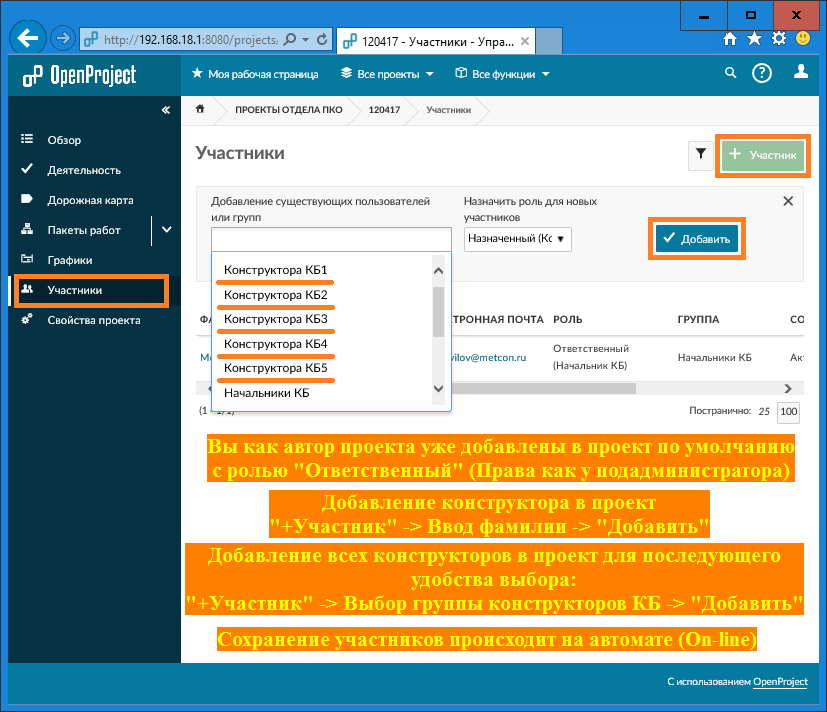 http://192.168.18.1:8080/projects/
120417 - Участники - Упра...
OpenProject
Моя рабочая страница
Все проекты
Все функции
«
ПРОЕКТЫ ОТДЕЛА ПКО
120417
Участники
Обзор
Деятельность
Дорожная карта
Пакеты работ
Графики
Участники
Свойства проекта
Участники
+ Участник
Добавление существующих пользователей
или групп
Назначить роль для новых
участников
Назначенный (Кс
Добавить
Конструктора КБ1
Конструктора КБ2
Конструктора КБ3
Конструктора КБ4
Конструктора КБ5
Начальники КБ
ТРОННАЯ ПОЧТА
РОЛЬ
ГРУППА
СО
vilov@metcon.ru
Ответственный
(Начальник КБ)
Начальники КБ
Ак
(1 - 1/1)
Постранично: 25 100
Вы как автор проекта уже добавлены в проект по умолчанию
с ролью "Ответственный" (Права как у подадминистратора)
Добавление конструктора в проект
"+Участник" -> Ввод фамилии -> "Добавить"
Добавление всех конструкторов в проект для последующего
удобства выбора:
"+Участник" -> Выбор группы конструкторов КБ -> "Добавить"
Сохранение участников происходит на автомате (On-line)
С использованием OpenProject